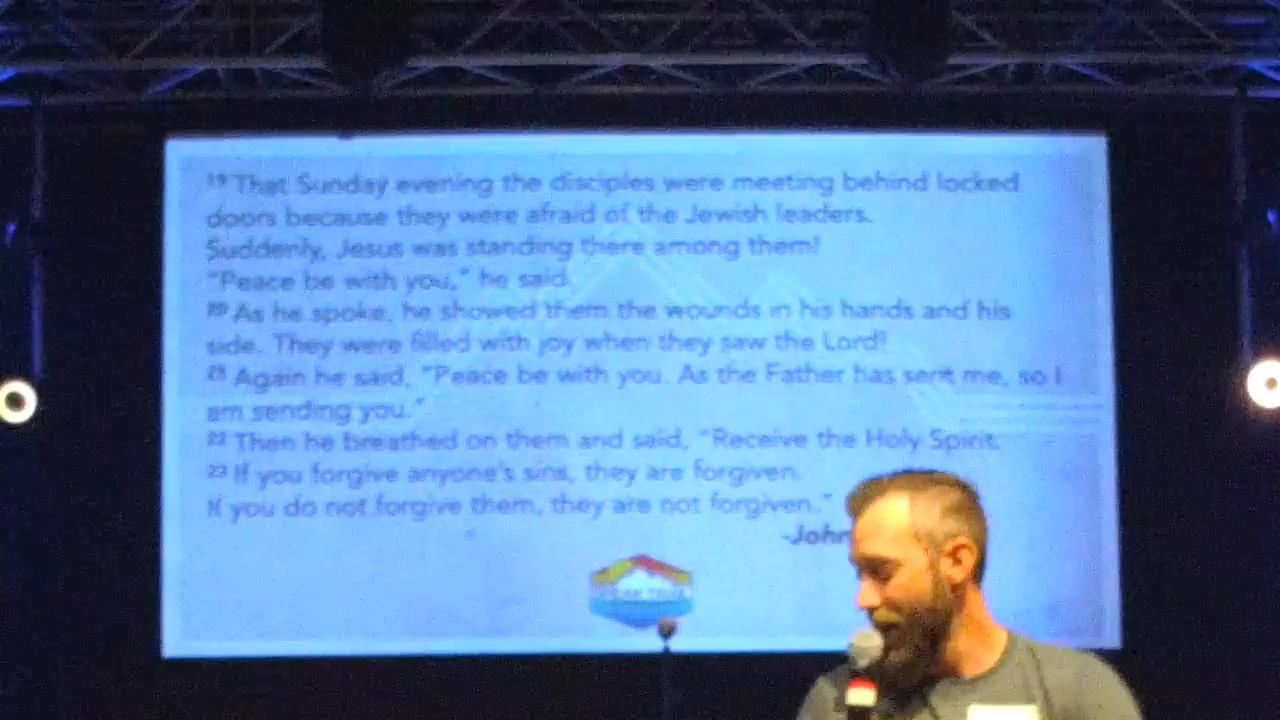 19 That Sunday evening the disciples were meeting behind locked
doors because they were afraid of the Jewish leaders.
Suddenly, Jesus was standing there among them!
"Peace be with you," he said.
20 As he spoke, he showed them the wounds in his hands and his
side. They were filled with joy when they saw the Lord!
21 Again he said, "Peace be with you. As the Father has sent me, so I
am sending you."
22 Then he breathed on them and said, "Receive the Holy Spirit.
23 If you forgive anyone's sins, they are forgiven.
If you do not forgive them, they are not forgiven."
-John